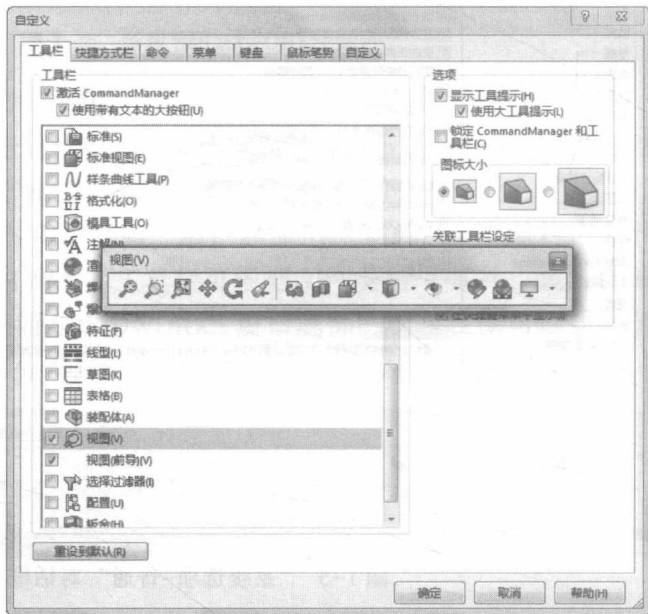 自定义
工具栏 快捷方式栏 命令 菜单 键盘 鼠标笔势 自定义
工具栏
激活 CommandManager
使用带有文本的大按钮(U)
标准(S)
标准视图(E)
样条曲线工具(P)
格式化(O)
模具工具(O)
注解(N)
特征(F)
线型(L)
草图(K)
表格(B)
装配体(A)
视图(V)
视图(前导)(V)
选择过滤器(I)
配置(U)
钣金(H)
重设到默认(R)
选项
显示工具提示(H)
使用大工具提示(L)
锁定 CommandManager 和工
具栏(C)
图标大小
关联工具栏设定
视图(V)
确定 取消 帮助(H)